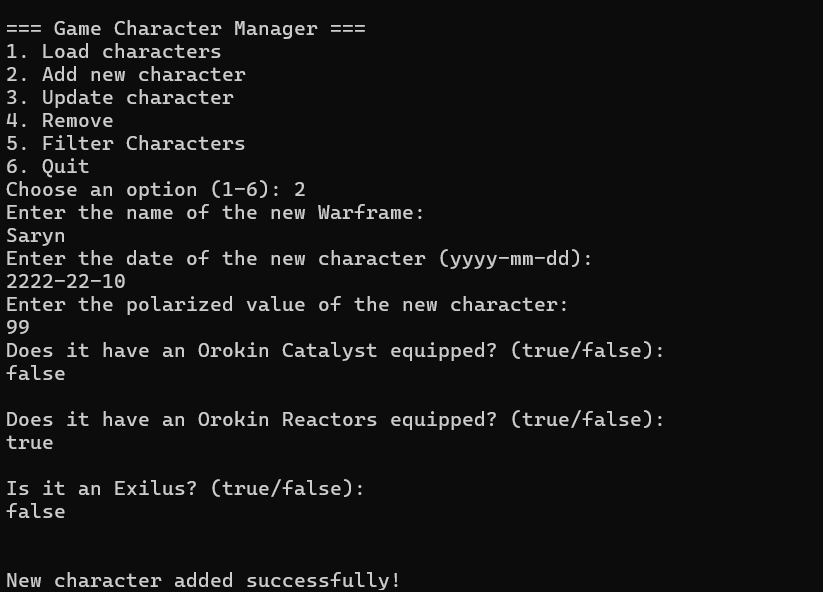 === Game Character Manager ===
1. Load characters
2. Add new character
3. Update character
4. Remove
5. Filter Characters
6. Quit
Choose an option (1-6): 2
Enter the name of the new Warframe:
Saryn
Enter the date of the new character (yyyy-mm-dd):
2222-22-10
Enter the polarized value of the new character:
99
Does it have an Orokin Catalyst equipped? (true/false):
false
Does it have an Orokin Reactors equipped? (true/false):
true
Is it an Exilus? (true/false):
false
New character added successfully!